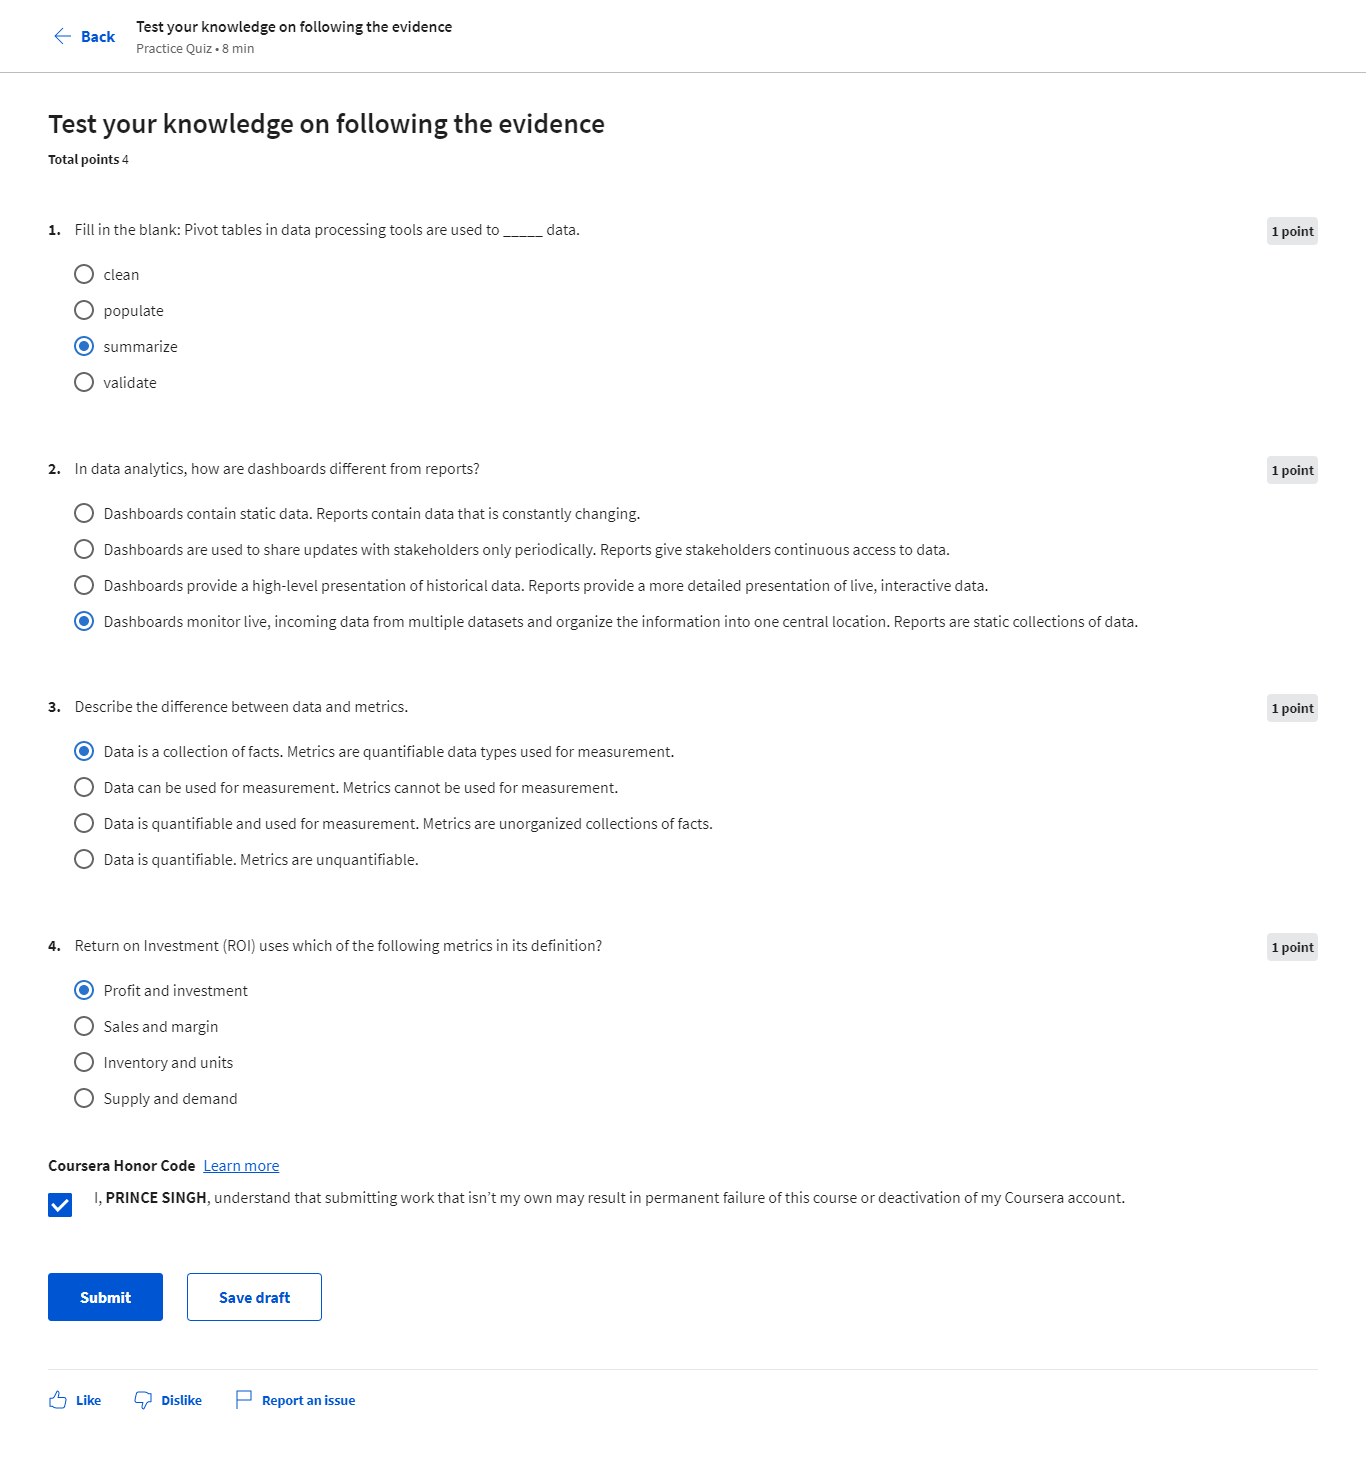 Back
Test your knowledge on following the evidence
Practice Quiz • 8 min
Test your knowledge on following the evidence
Total points 4
1. Fill in the blank: Pivot tables in data processing tools are used to _____ data.
1 point
clean
populate
summarize
validate
2. In data analytics, how are dashboards different from reports?
1 point
Dashboards contain static data. Reports contain data that is constantly changing.
Dashboards are used to share updates with stakeholders only periodically. Reports give stakeholders continuous access to data.
Dashboards provide a high-level presentation of historical data. Reports provide a more detailed presentation of live, interactive data.
Dashboards monitor live, incoming data from multiple datasets and organize the information into one central location. Reports are static collections of data.
3. Describe the difference between data and metrics.
1 point
Data is a collection of facts. Metrics are quantifiable data types used for measurement.
Data can be used for measurement. Metrics cannot be used for measurement.
Data is quantifiable and used for measurement. Metrics are unorganized collections of facts.
Data is quantifiable. Metrics are unquantifiable.
4. Return on Investment (ROI) uses which of the following metrics in its definition?
1 point
Profit and investment
Sales and margin
Inventory and units
Supply and demand
Coursera Honor Code Learn more
I, PRINCE SINGH, understand that submitting work that isn’t my own may result in permanent failure of this course or deactivation of my Coursera account.
Submit
Save draft
Like
Dislike
Report an issue